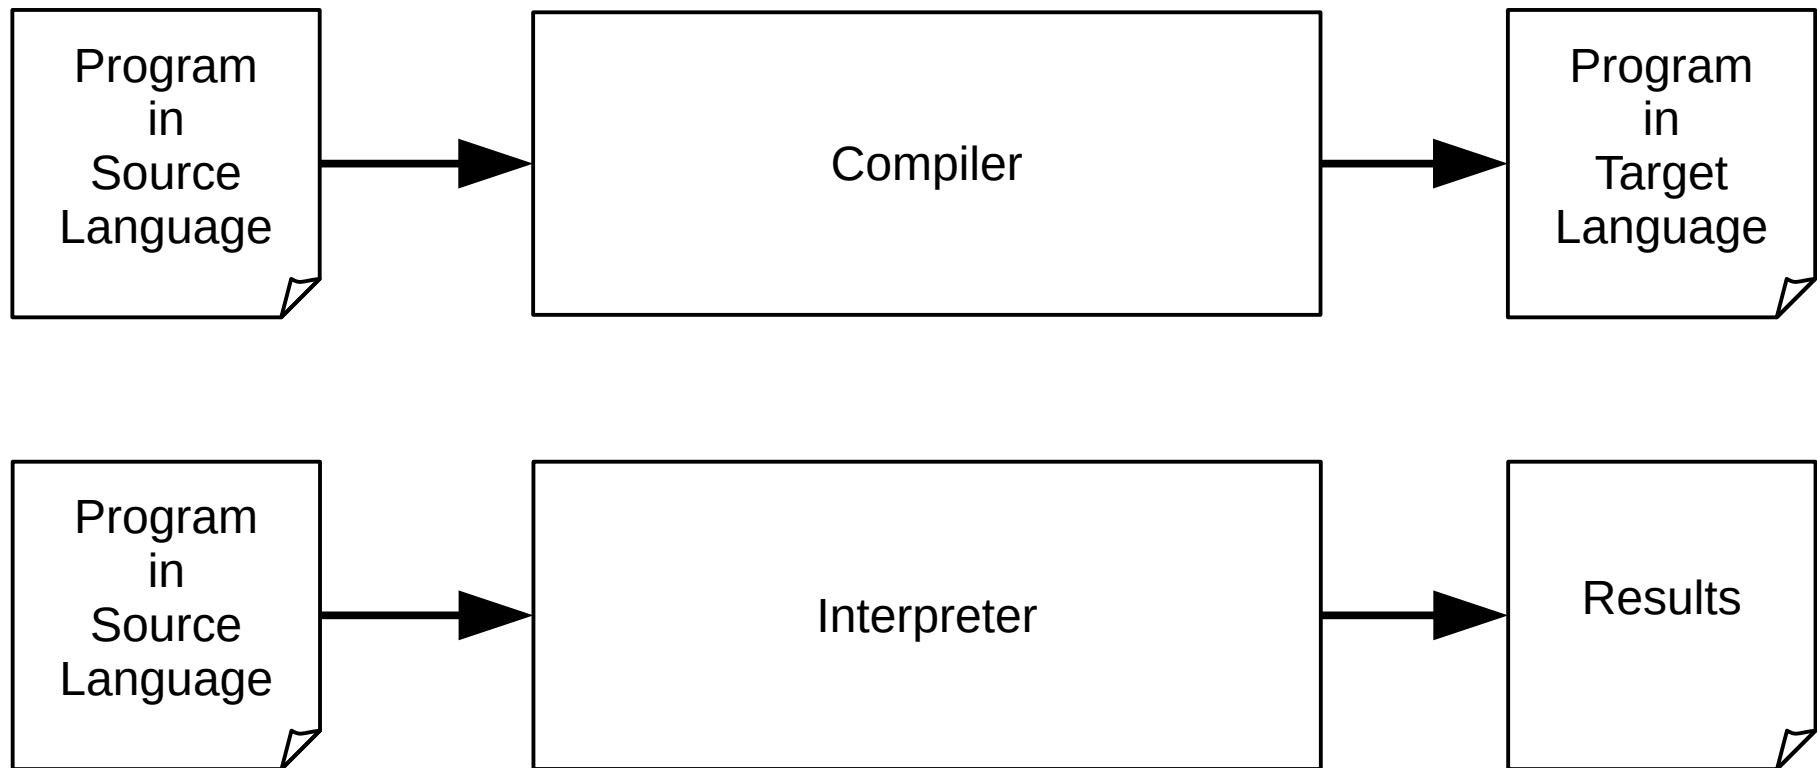 Program
in
Source
Language
Compiler
Program
in
Target
Language
Program
in
Source
Language
Interpreter
Results